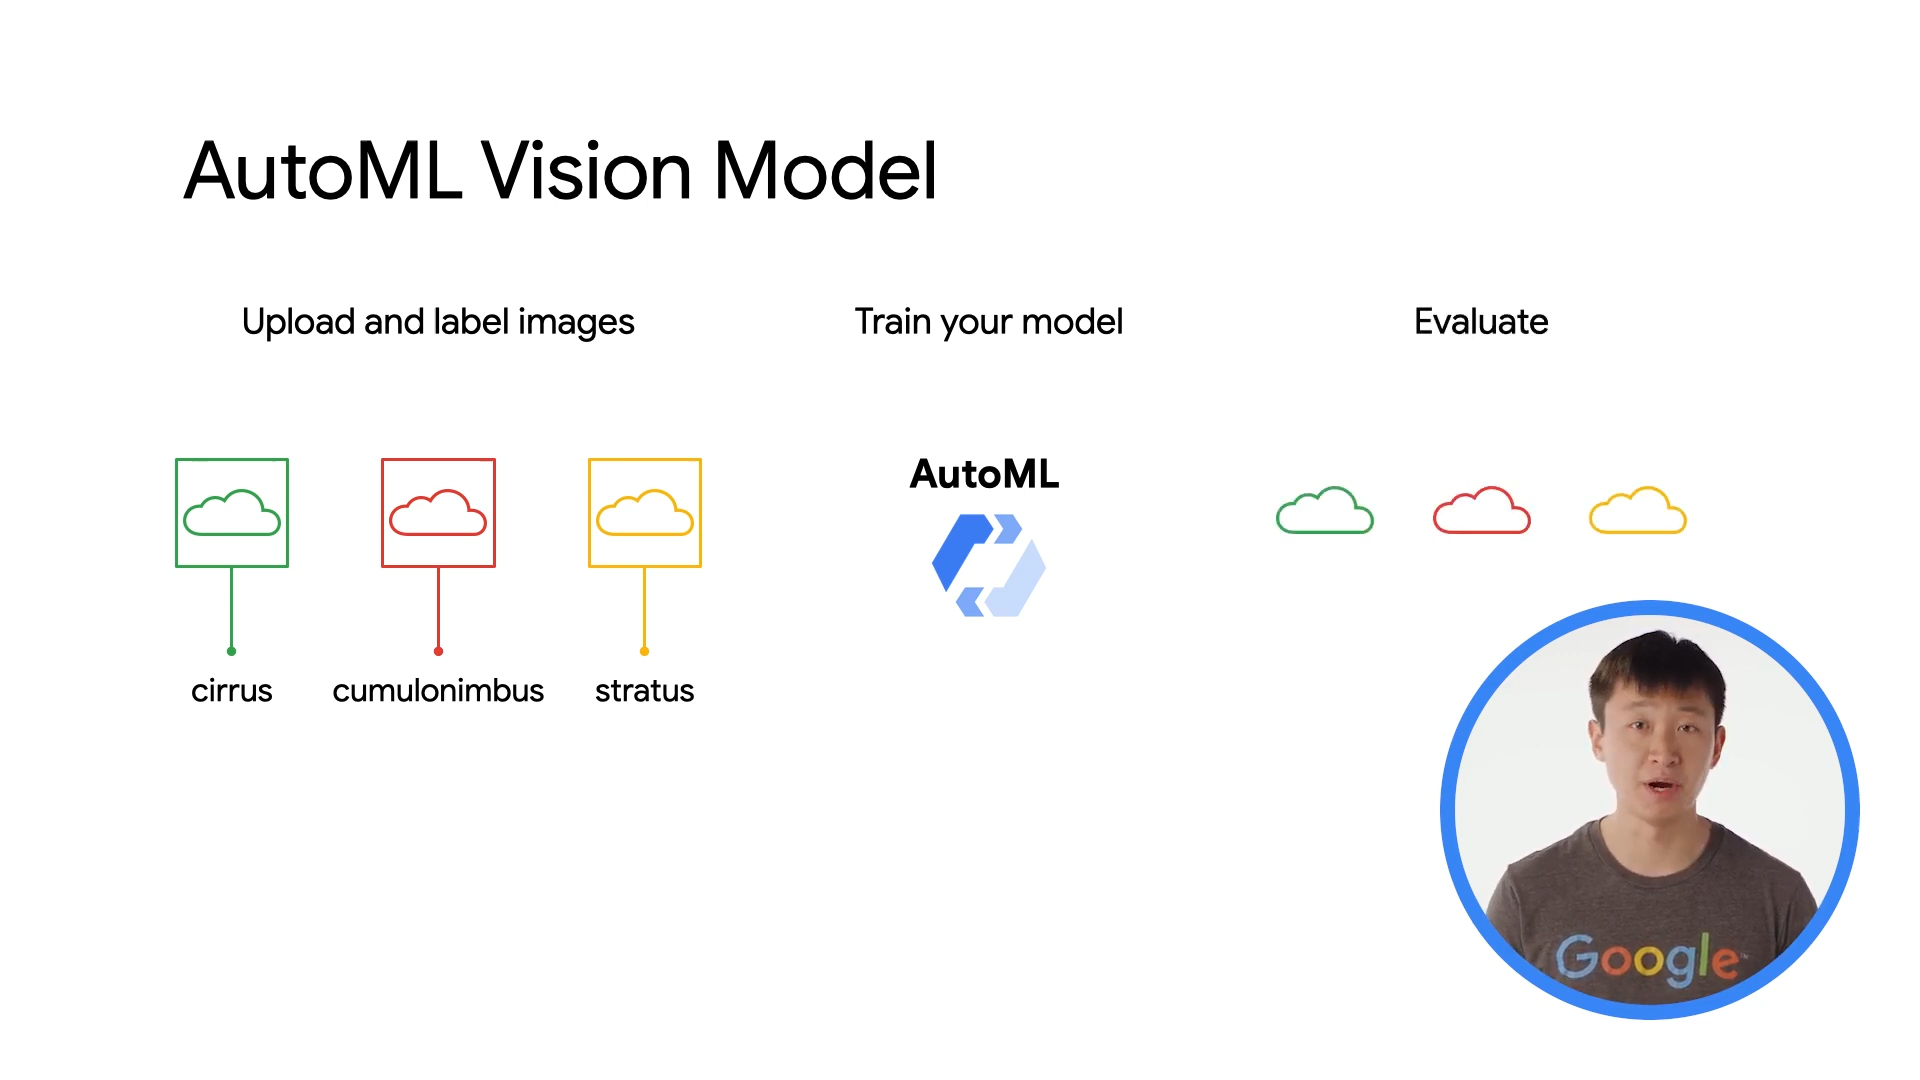 AutoML Vision Model
Upload and label images
Train your model
Evaluate
AutoML
cirrus
cumulonimbus
stratus
Google